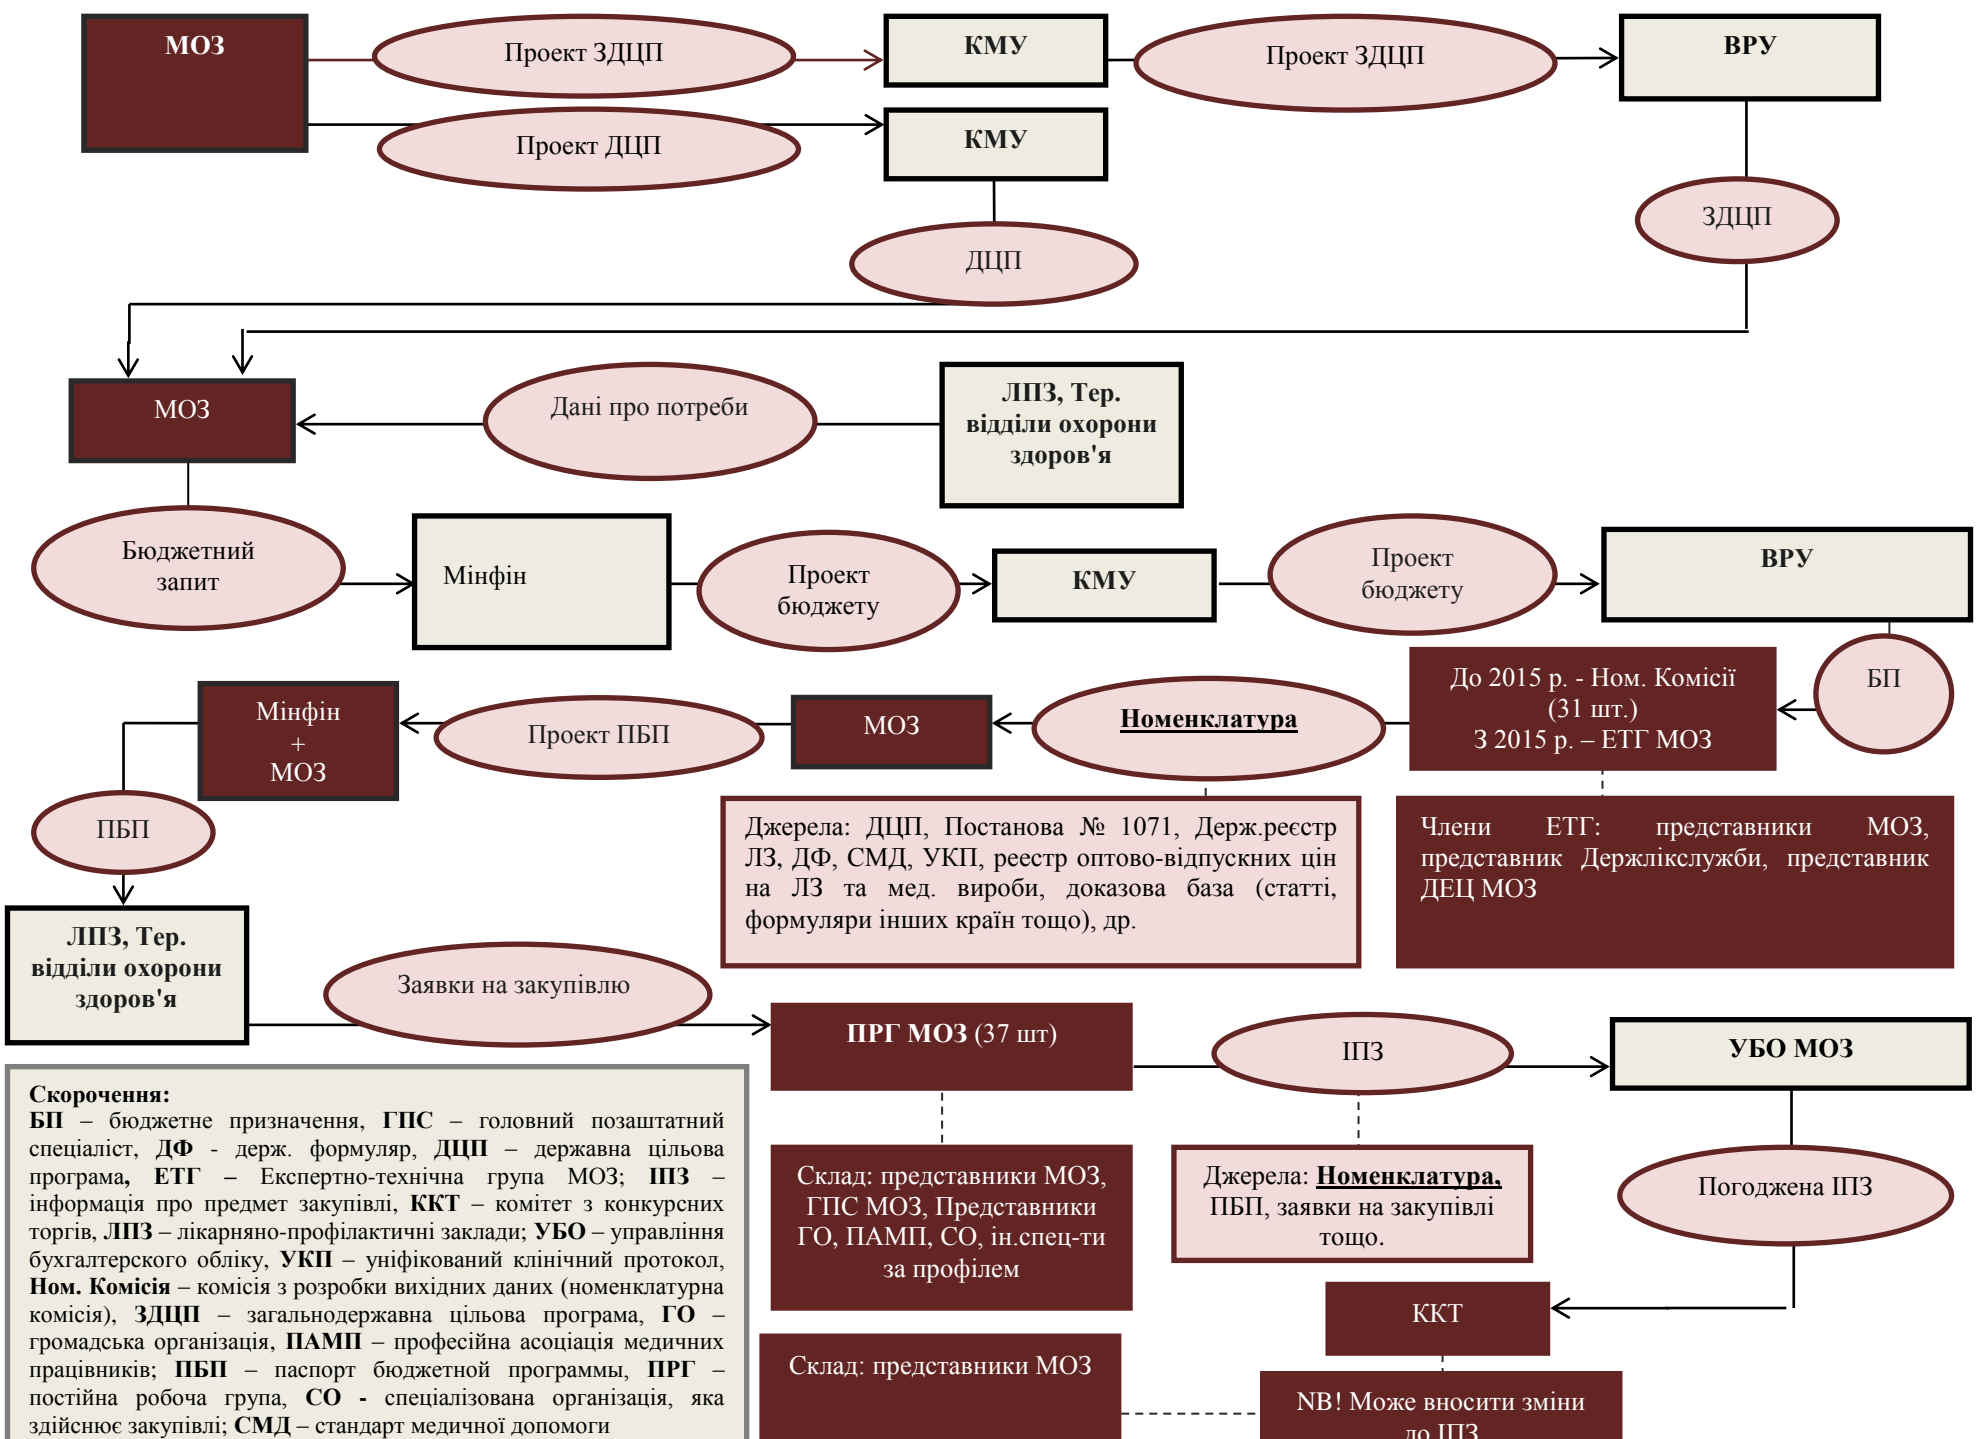 МОЗ
Проект ЗДЦП
КМУ
Проект ЗДЦП
ВРУ
Проект ДЦП
КМУ
ЗДЦП
ДЦП
МОЗ
Дані про потреби
ЛПЗ, Тер.
відділи охорони
здоров'я
Бюджетний
запит
Мінфін
Проект
бюджету
КМУ
Проект
бюджету
ВРУ
БП
До 2015 р. - Ном. Комісії
(31 шт.)
З 2015 р. – ЕТГ МОЗ
Номенклатура
МОЗ
Проект ПБП
Мінфін
+
МОЗ
ПБП
Джерела: ДЦП, Постанова № 1071, Держ.реєстр
ЛЗ, ДФ, СМД, УКП, реєстр оптово-відпускних цін
на ЛЗ та мед. вироби, доказова база (статті,
формуляри інших країн тощо), др.
Члени ЕТГ: представники МОЗ,
представник Держлікслужби, представник
ДЕЦ МОЗ
ЛПЗ, Тер.
відділи охорони
здоров'я
Заявки на закупівлю
ПРГ МОЗ (37 шт)
ІПЗ
УБО МОЗ
Скорочення:
БП – бюджетне призначення, ГПС – головний позаштатний
спеціаліст, ДФ - держ. формуляр, ДЦП – державна цільова
програма, ЕТГ – Експертно-технічна група МОЗ; ІПЗ –
інформація про предмет закупівлі, ККТ – комітет з конкурсних
торгів, ЛПЗ – лікарняно-профілактичні заклади; УБО – управління
бухгалтерского обліку, УКП – уніфікований клінічний протокол,
Ном. Комісія – комісія з розробки вихідних даних (номенклатурна
комісія), ЗДЦП – загальнодержавна цільова програма, ГО –
громадська організація, ПАМП – професійна асоціація медичних
працівників; ПБП – паспорт бюджетной программы, ПРГ –
постійна робоча група, СО - спеціалізована організація, яка
здійснює закупівлі; СМД – стандарт медичної допомоги
Склад: представники МОЗ,
ГПС МОЗ, Представники
ГО, ПАМП, СО, ін.спец-ти
за профілем
Джерела: Номенклатура,
ПБП, заявки на закупівлі
тощо.
Погоджена ІПЗ
ККТ
Склад: представники МОЗ
NB! Може вносити зміни
до ІПЗ